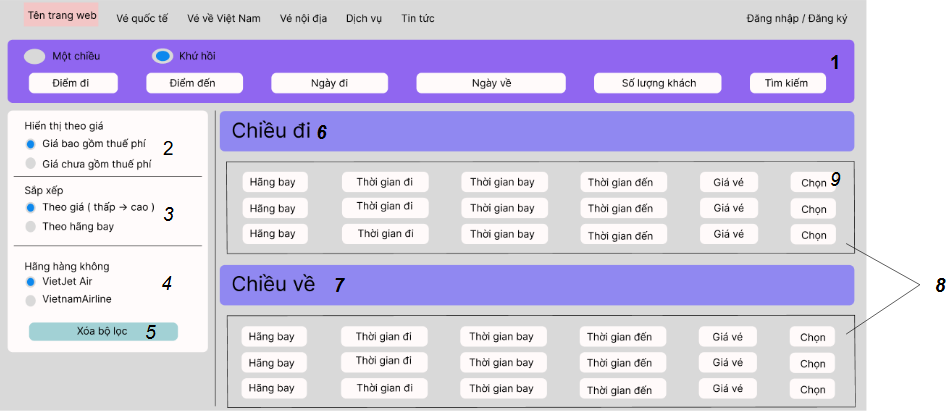 Tên trang web Vé quốc tế Vé về Việt Nam Vé nội địa Dịch vụ Tin tức Đăng nhập / Đăng ký
Một chiều Khứ hồi 1
Điểm đi Điểm đến Ngày đi Ngày về Số lượng khách Tìm kiếm
Hiển thị theo giá
Giá bao gồm thuế phí 2
Giá chưa gồm thuế phí
Sắp xếp
Theo giá ( thấp → cao ) 3
Theo hãng bay
Hãng hàng không
VietJet Air 4
VietnamAirline
Xóa bộ lọc 5
Chiều đi 6
Hãng bay Thời gian đi Thời gian bay Thời gian đến Giá vé Chọn 9
Hãng bay Thời gian đi Thời gian bay Thời gian đến Giá vé Chọn
Hãng bay Thời gian đi Thời gian bay Thời gian đến Giá vé Chọn
Chiều về 7
8
Hãng bay Thời gian đi Thời gian bay Thời gian đến Giá vé Chọn
Hãng bay Thời gian đi Thời gian bay Thời gian đến Giá vé Chọn
Hãng bay Thời gian đi Thời gian bay Thời gian đến Giá vé Chọn